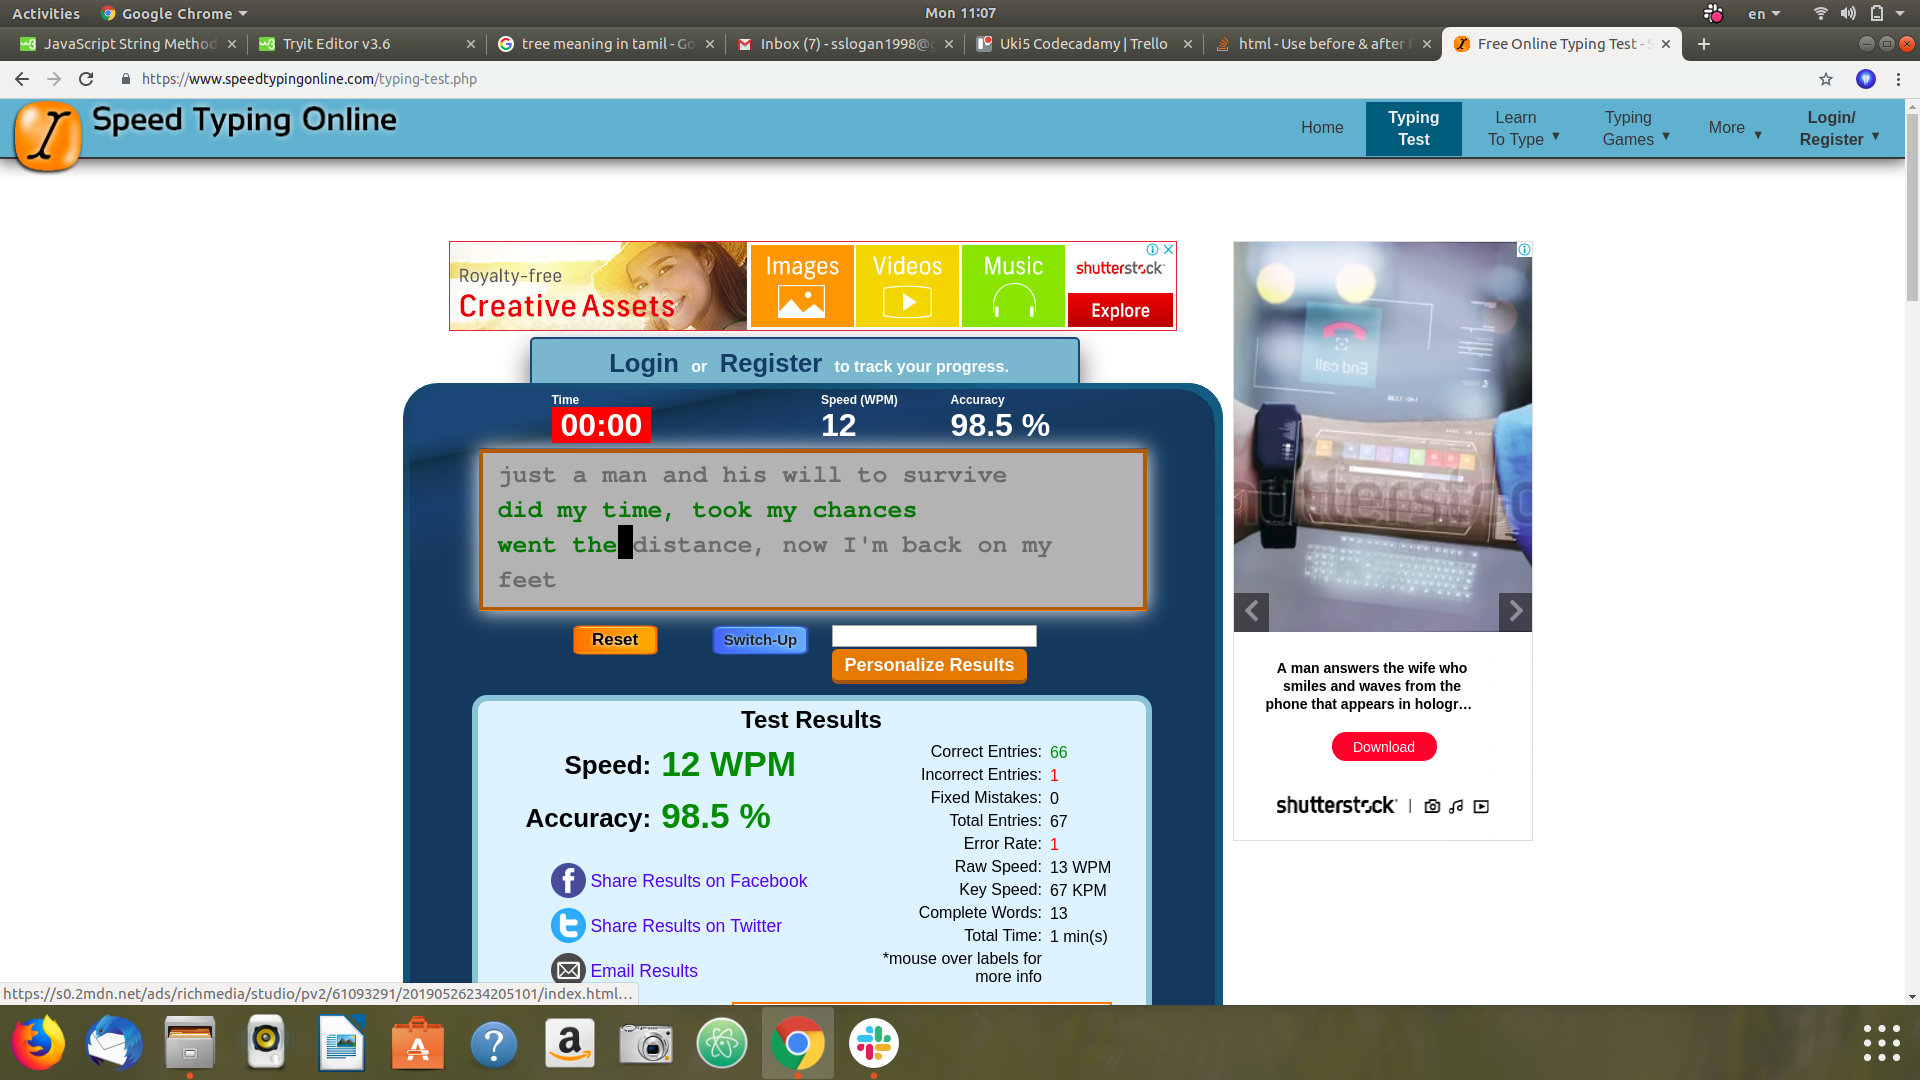 Activities Google Chrome Mon 11:07 en
JavaScript String Method Tryit Editor v3.6 tree meaning in tamil - Go Inbox (7) - sslogan1998@g Uki5 Codecadamy | Trello html - Use before & after Free Online Typing Test - S
https://www.speedtypingonline.com/typing-test.php
Speed Typing Online
Home
Typing
Test
Learn
To Type
Typing
Games
More
Login/
Register
Royalty-free
Creative Assets
Images Videos Music
shutterstock
Explore
Login or Register to track your progress.
Time Speed (WPM) Accuracy
00:00 12 98.5 %
just a man and his will to survive
did my time, took my chances
went the distance, now I'm back on my
feet
Reset Switch-Up
Personalize Results
Test Results
Speed: 12 WPM
Accuracy: 98.5 %
Share Results on Facebook
Share Results on Twitter
Email Results
Correct Entries: 66
Incorrect Entries: 1
Fixed Mistakes: 0
Total Entries: 67
Error Rate: 1
Raw Speed: 13 WPM
Key Speed: 67 KPM
Complete Words: 13
Total Time: 1 min(s)
*mouse over labels for
more info
End call
shutterstock
A man answers the wife who
smiles and waves from the
phone that appears in hologr...
Download
shutterstock
https://s0.2mdn.net/ads/richmedia/studio/pv2/61093291/20190526234205101/index.html...